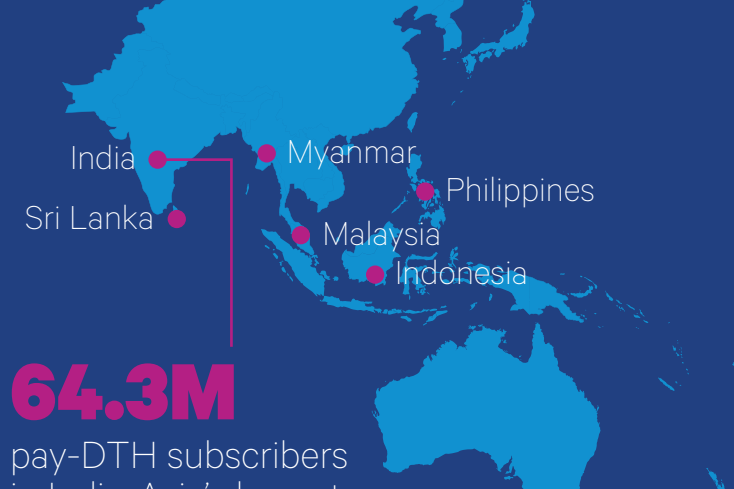 India
Myanmar
Philippines
Sri Lanka
Malaysia
Indonesia
64.3M
pay-DTH subscribers